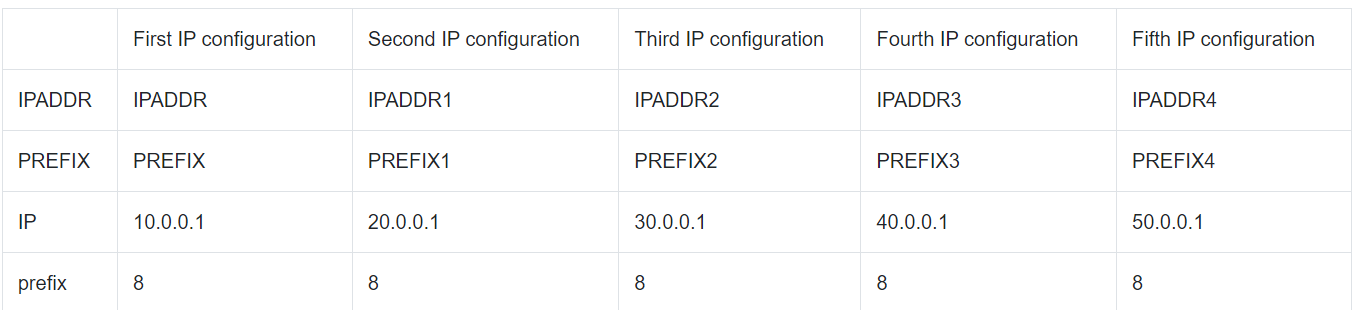 First IP configuration Second IP configuration Third IP configuration Fourth IP configuration Fifth IP configuration
IPADDR IPADDR IPADDR1 IPADDR2 IPADDR3 IPADDR4
PREFIX PREFIX PREFIX1 PREFIX2 PREFIX3 PREFIX4
IP 10.0.0.1 20.0.0.1 30.0.0.1 40.0.0.1 50.0.0.1
prefix 8 8 8 8 8